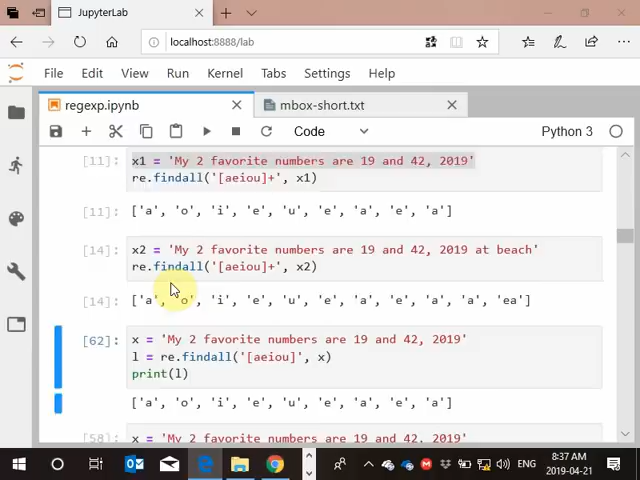 JupyterLab
localhost:8888/lab
File Edit View Run Kernel Tabs Settings Help
regexp.ipynb
mbox-short.txt
Code
Python 3
[11]: x1 = 'My 2 favorite numbers are 19 and 42, 2019'
re.findall('[aeiou]+', x1)
[11]: ['a', 'o', 'i', 'e', 'u', 'e', 'a', 'e', 'a']
[14]: x2 = 'My 2 favorite numbers are 19 and 42, 2019 at beach'
re.findall('[aeiou]+', x2)
[14]: ['a', 'o', 'i', 'e', 'u', 'e', 'a', 'e', 'a', 'a', 'ea']
[62]: x = 'My 2 favorite numbers are 19 and 42, 2019'
l = re.findall('[aeiou]', x)
print(l)
['a', 'o', 'i', 'e', 'u', 'e', 'a', 'e', 'a']
[58]: x = 'My 2 favorite numbers are 19 and 42, 2019'
ENG
8:37 AM
2019-04-21